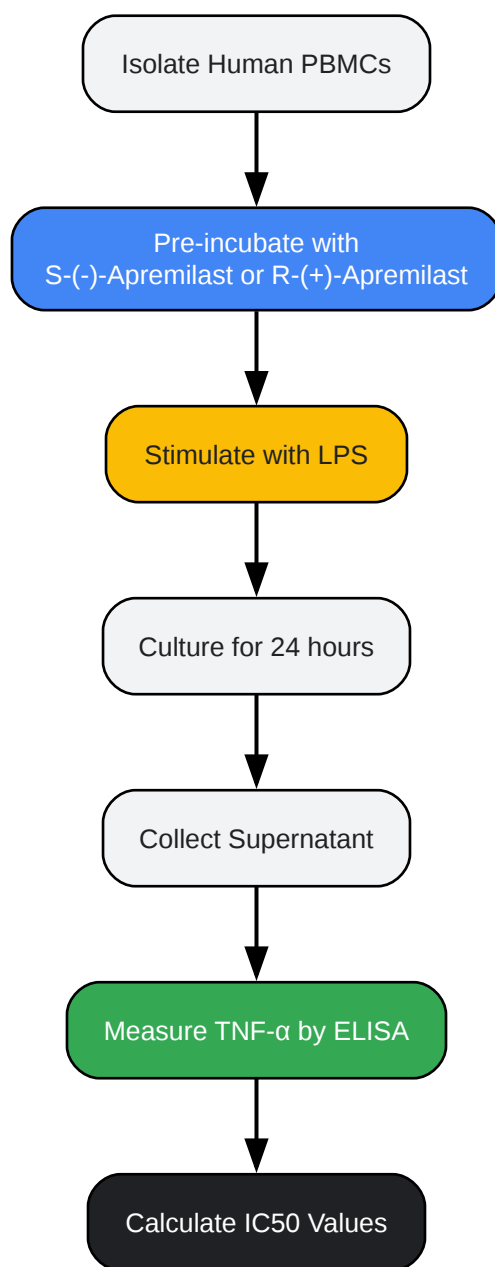 Isolate Human PBMCs
Pre-incubate with
S-(-)-Apremilast or R-(+)-Apremilast
Stimulate with LPS
Culture for 24 hours
Collect Supernatant
Measure TNF-α by ELISA
Calculate IC50 Values